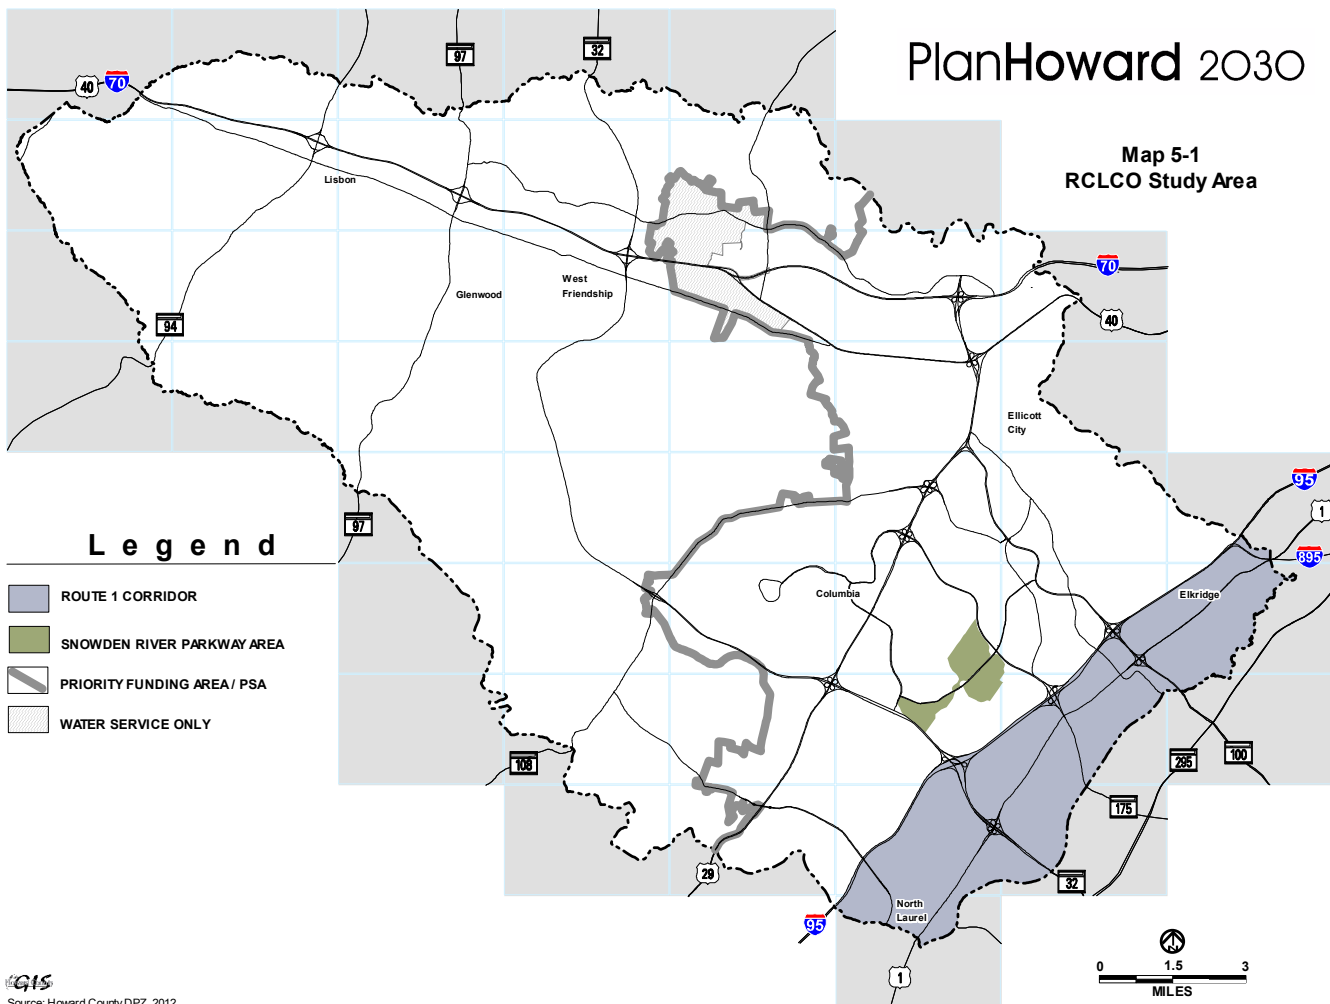 PlanHoward 2030
Map 5-1
RCLCO Study Area
97
32
40
70
Lisbon
70
West
Friendship
Glenwood
94
40
Ellicott
City
95
1
97
895
Legend
ROUTE 1 CORRIDOR
SNOWDEN RIVER PARKWAY AREA
PRIORITY FUNDING AREA / PSA
WATER SERVICE ONLY
Columbia
Elkridge
108
295
100
175
29
32
North
Laurel
95
1
0 1.5 3
MILES
GIS
Source: Howard County DPZ, 2012